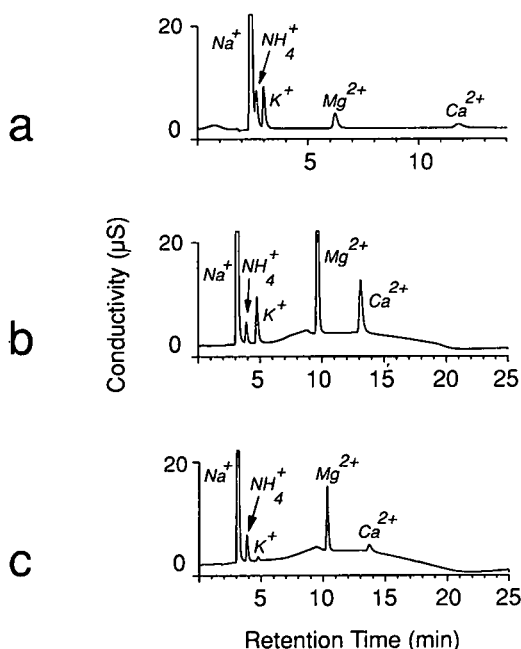 20
Na+
NH4+
K+
Mg2+
Ca2+
0
a
5
10
20
Na+
NH4+
K+
Mg2+
Ca2+
0
b
5
10
15
20
25
Conductivity (µS)
20
Na+
NH4+
K+
Mg2+
Ca2+
0
c
5
10
15
20
25
Retention Time (min)